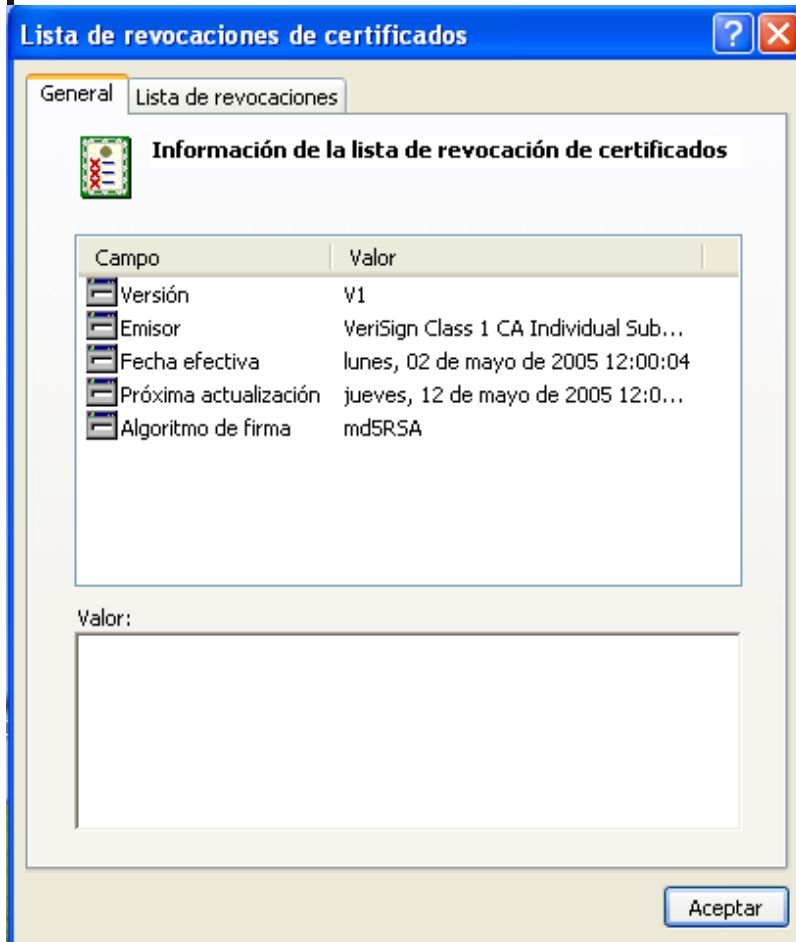 Lista de revocaciones de certificados
General Lista de revocaciones
Información de la lista de revocación de certificados
Campo Valor
Versión V1
Emisor VeriSign Class 1 CA Individual Sub...
Fecha efectiva lunes, 02 de mayo de 2005 12:00:04
Próxima actualización jueves, 12 de mayo de 2005 12:0...
Algoritmo de firma md5RSA
Valor:
Aceptar